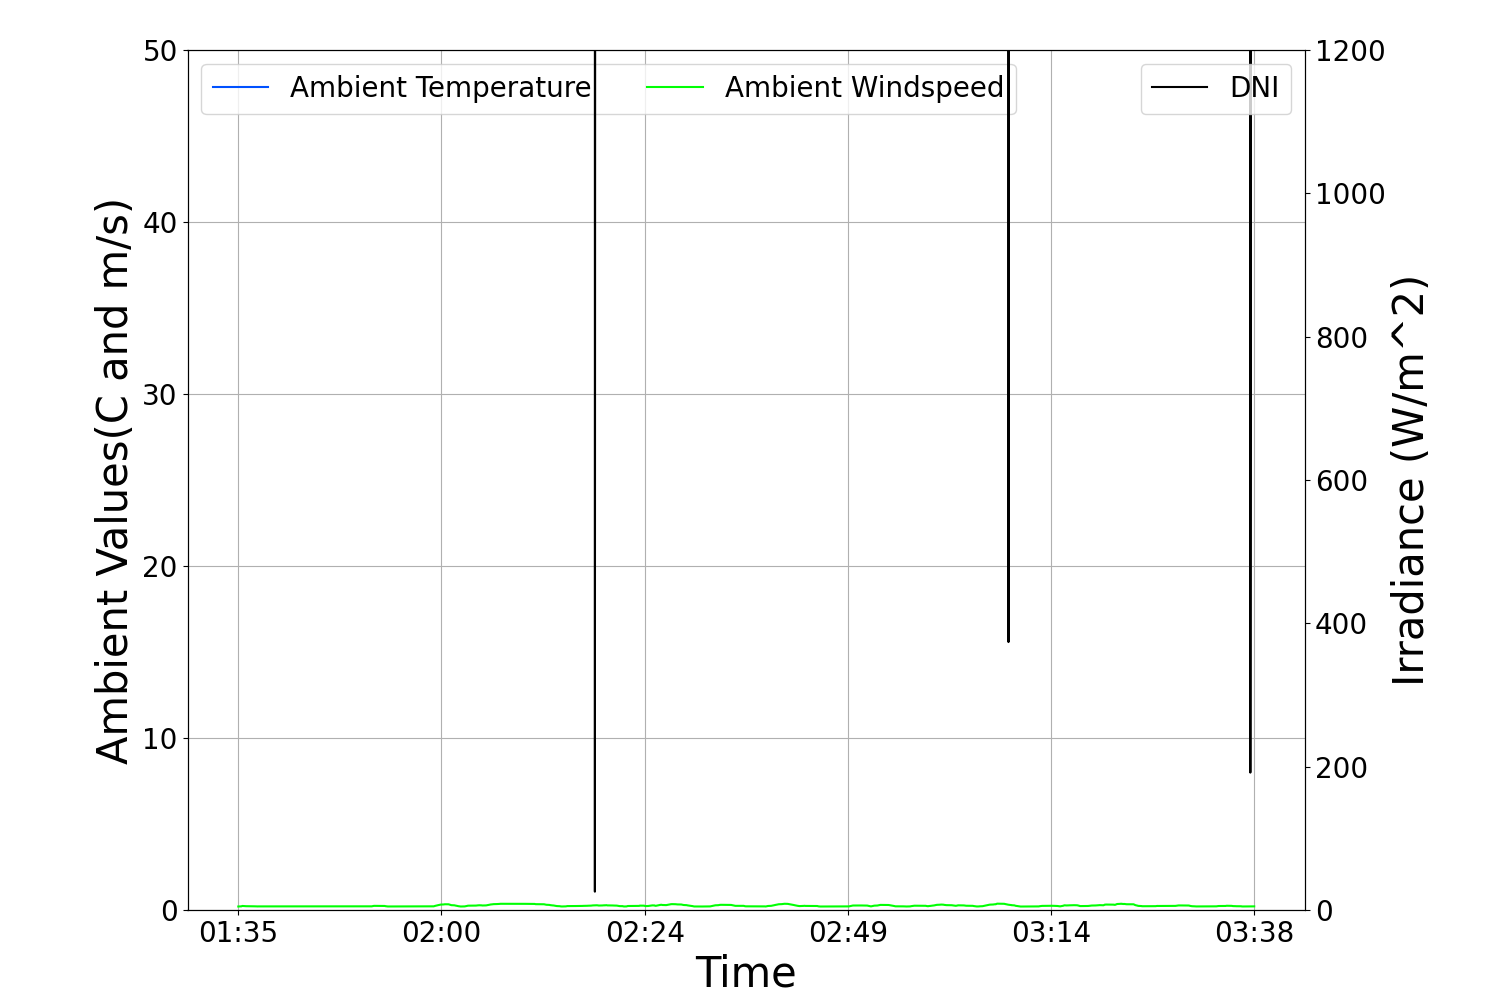 50
40
30
20
10
0
Ambient Values(C and m/s)
Ambient Temperature
Ambient Windspeed
DNI
1200
1000
800
600
400
200
0
Irradiance (W/m^2)
01:35 02:00 02:24 02:49 03:14 03:38
Time